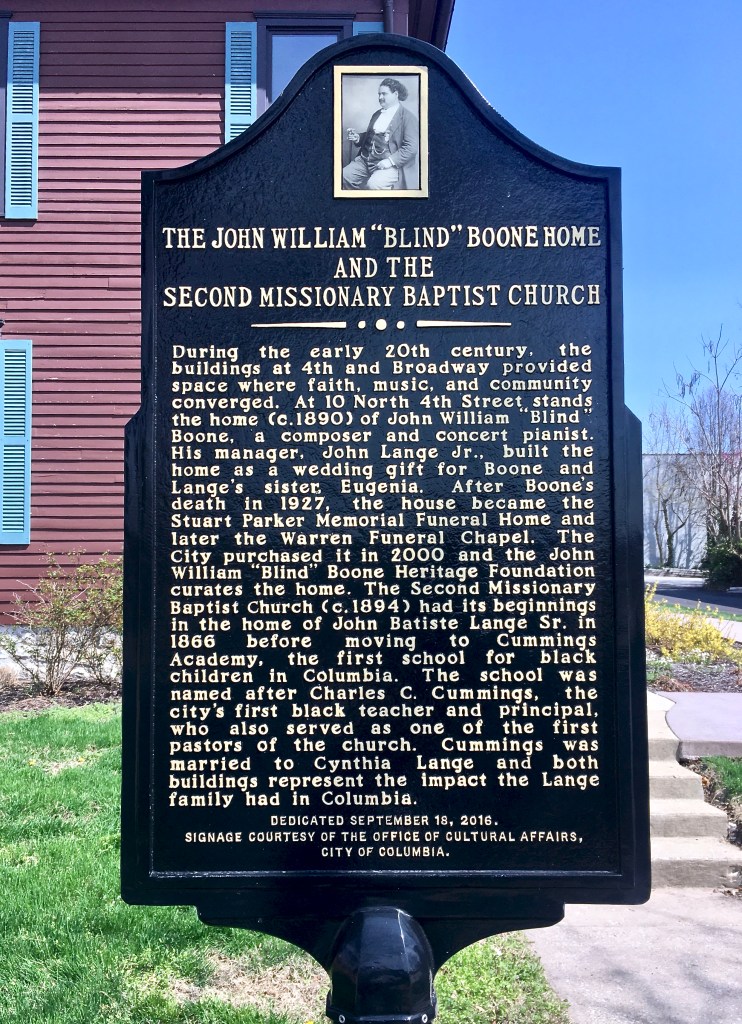 THE JOHN WILLIAM "BLIND" BOONE HOME
AND THE
SECOND MISSIONARY BAPTIST CHURCH
During the early 20th century, the
buildings at 4th and Broadway provided
space where faith, music, and community
converged. At 10 North 4th Street stands
the home (c.1890) of John William "Blind"
Boone, a composer and concert pianist.
His manager, John Lange Jr., built the
home as a wedding gift for Boone and
Lange's sister, Eugenia. After Boone's
death in 1927, the house became the
Stuart Parker Memorial Funeral Home and
later the Warren Funeral Chapel. The
City purchased it in 2000 and the John
William "Blind" Boone Heritage Foundation
curates the home. The Second Missionary
Baptist Church (c.1894) had its beginnings
in the home of John Batiste Lange Sr. in
1866 before moving to Cummings
Academy, the first school for black
children in Columbia. The school was
named after Charles C. Cummings, the
city's first black teacher and principal,
who also served as one of the first
pastors of the church. Cummings was
married to Cynthia Lange and both
buildings represent the impact the Lange
family had in Columbia.
DEDICATED SEPTEMBER 18, 2016.
SIGNAGE COURTESY OF THE OFFICE OF CULTURAL AFFAIRS,
CITY OF COLUMBIA.